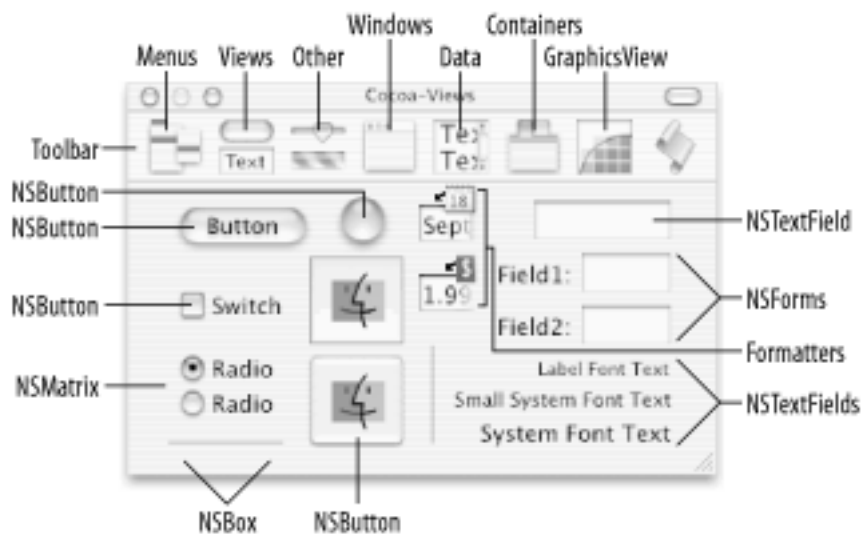 Windows Containers
Menus Views Other Data GraphicsView
Cocoa-Views
Toolbar
Text
Tex
Tex
NSButton
NSButton
Button
18
Sept
NSTextField
NSButton
Switch
$
1.99
Field1:
Field2:
NSForms
Formatters
NSMatrix
Radio
Radio
Label Font Text
Small System Font Text
System Font Text
NSTextFields
NSBox NSButton